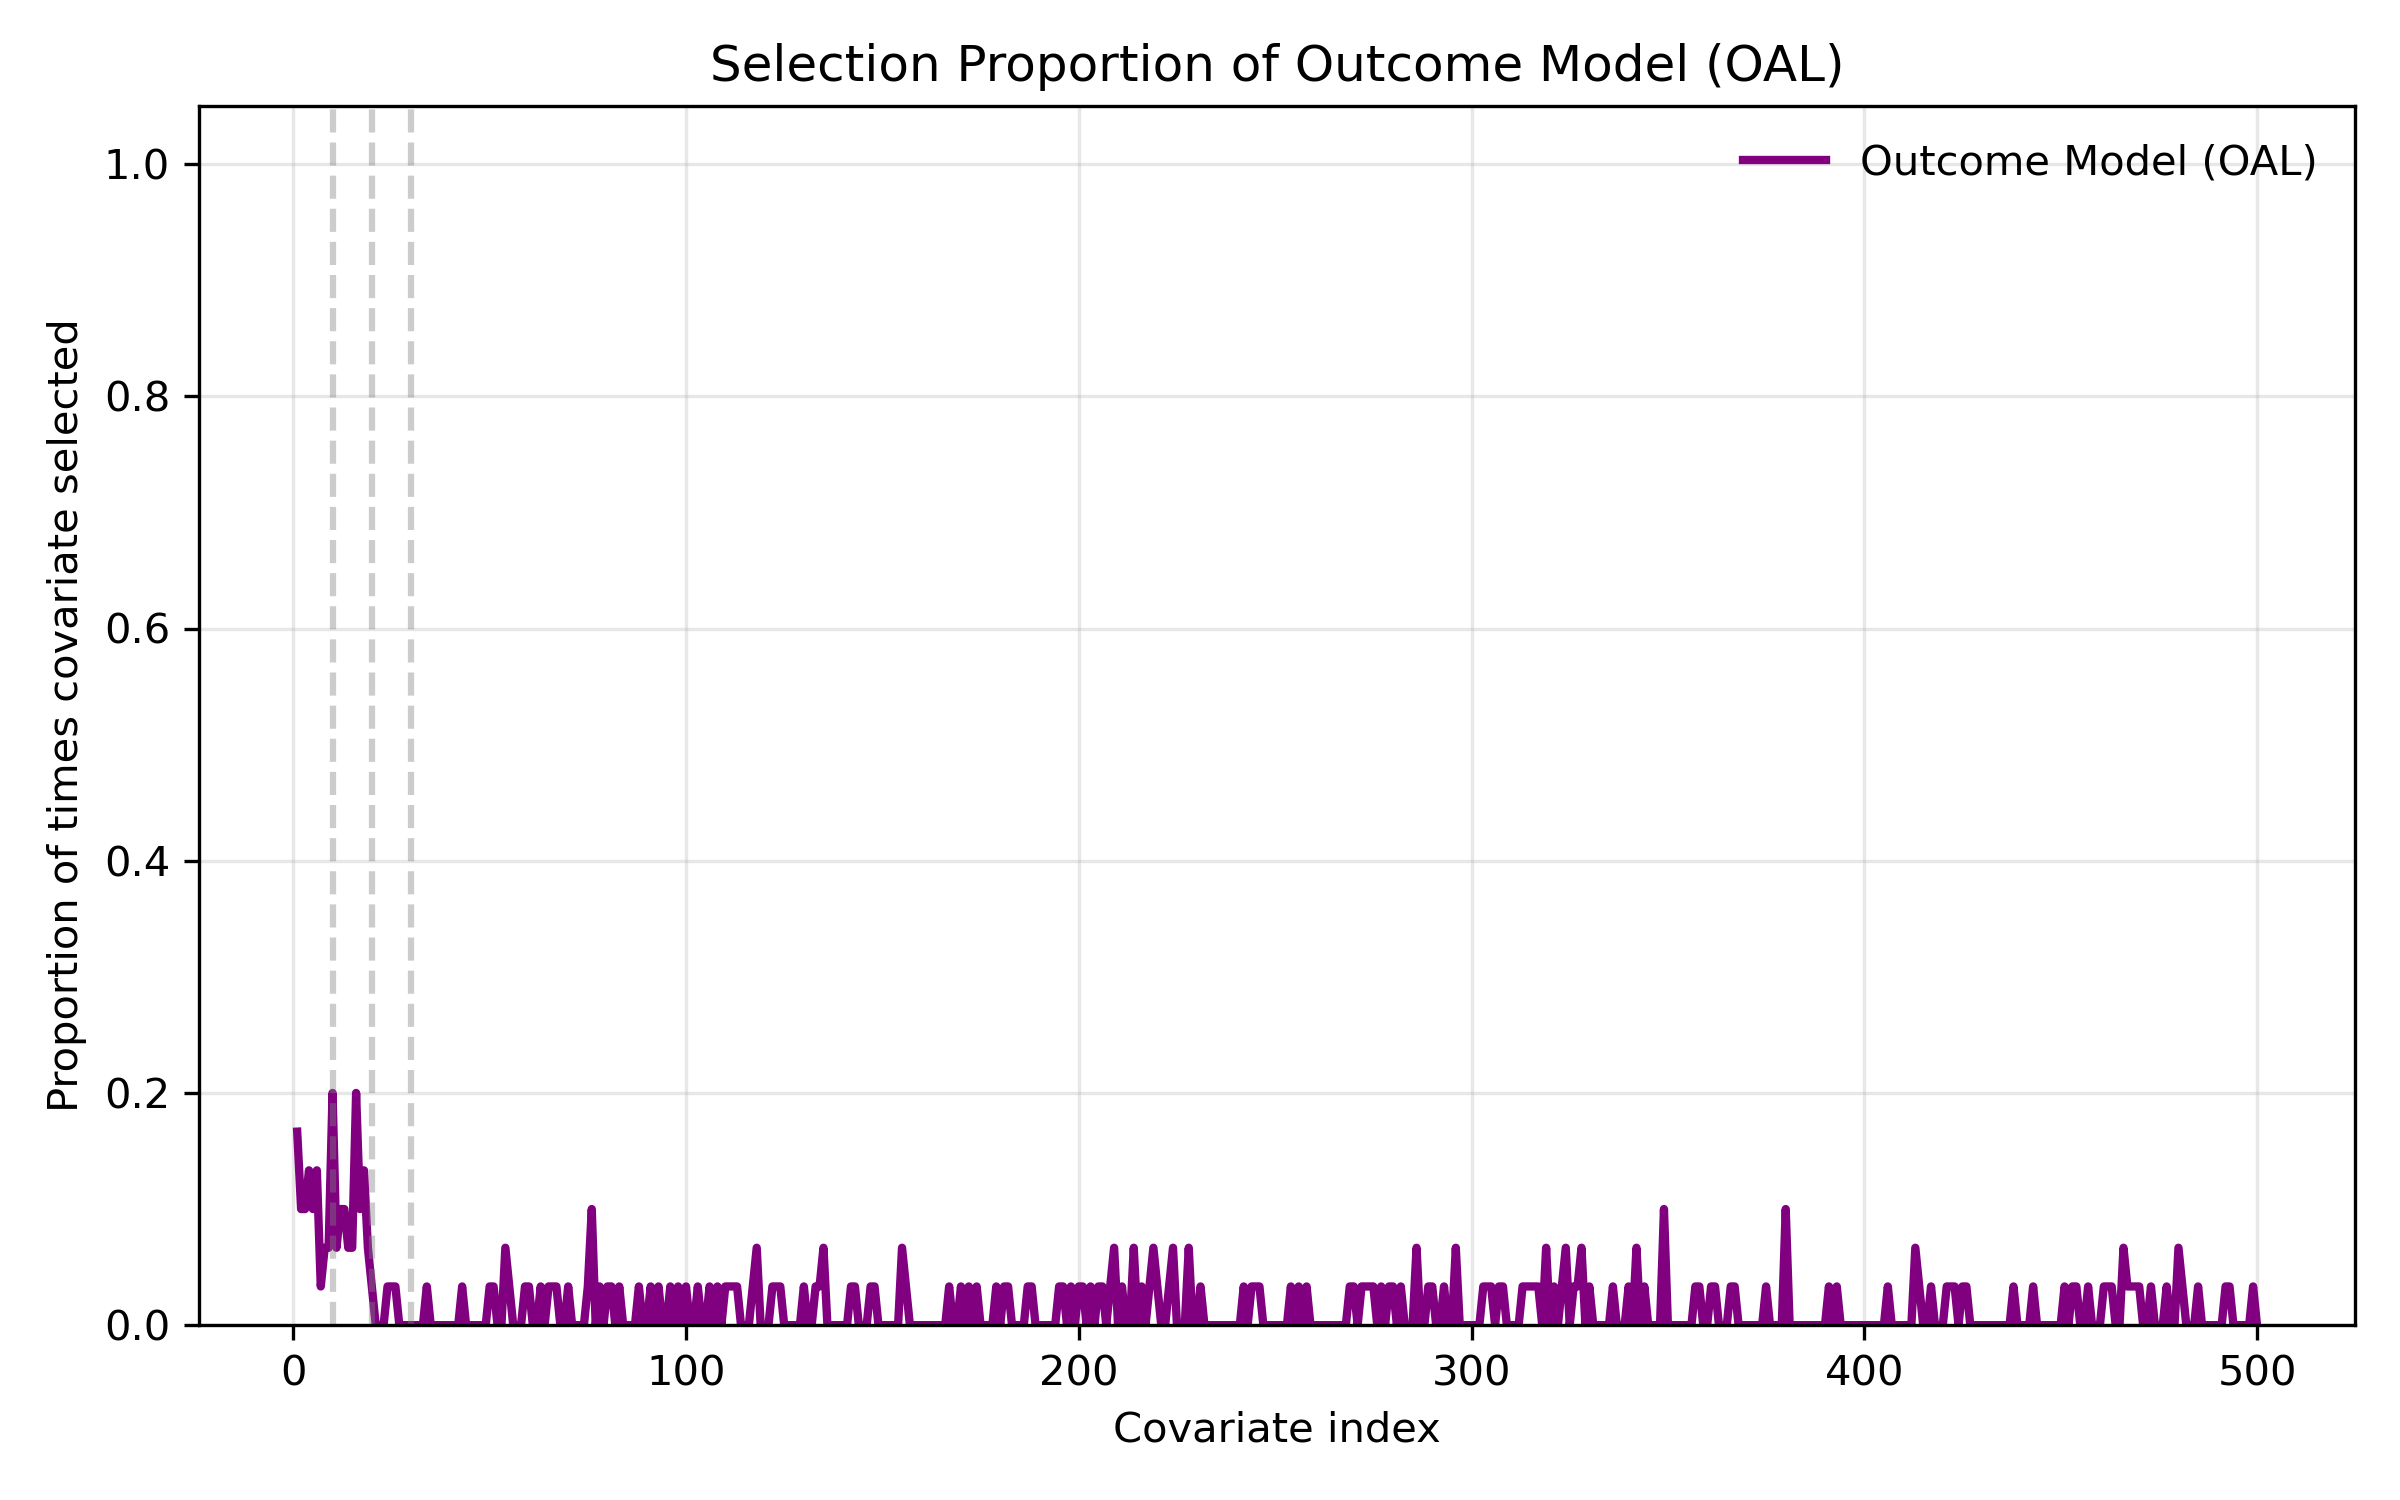 Selection Proportion of Outcome Model (OAL)
Outcome Model (OAL)
Proportion of times covariate selected
1.0
0.8
0.6
0.4
0.2
0.0
0 100 200 300 400 500
Covariate index